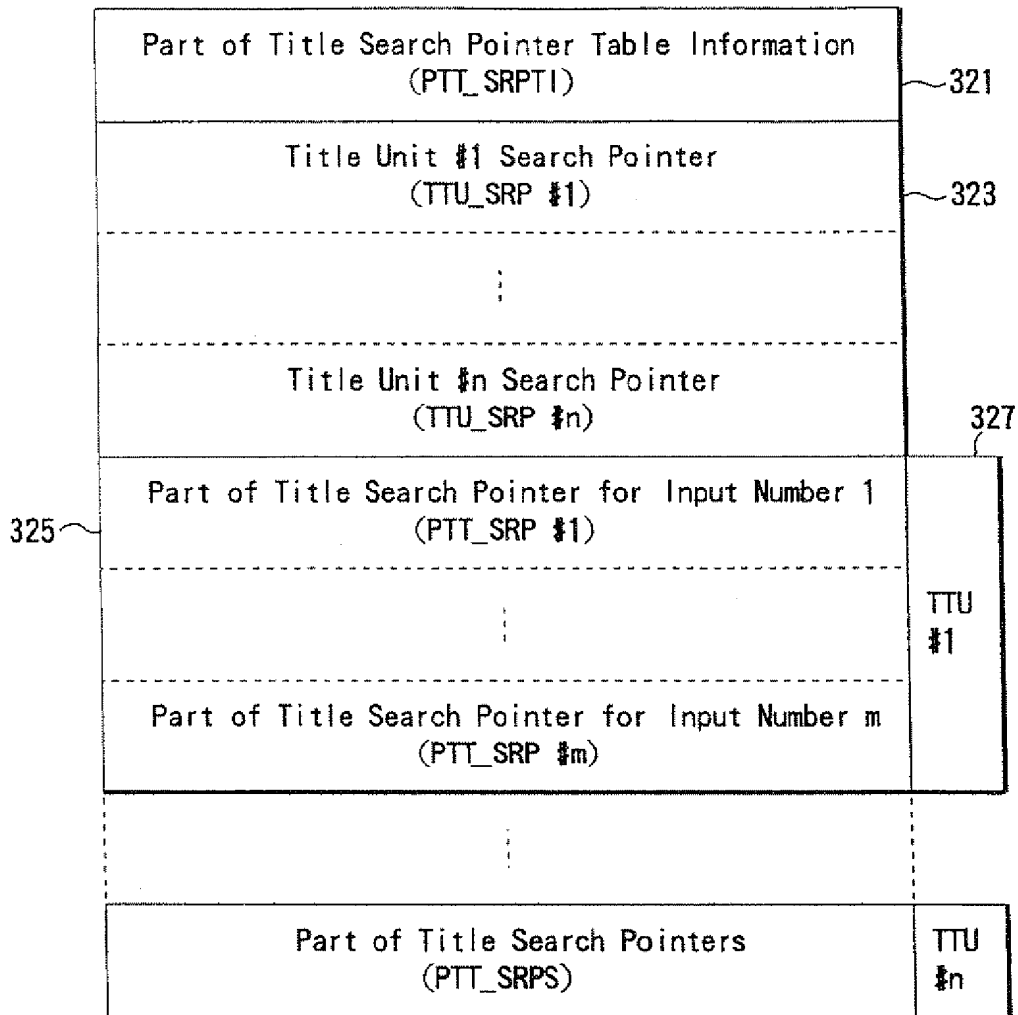 Part of Title Search Pointer Table Information
(PTT_SRPTI)
321
Title Unit #1 Search Pointer
(TTU_SRP #1)
323
Title Unit #n Search Pointer
(TTU_SRP #n)
327
Part of Title Search Pointer for Input Number 1
(PTT_SRP #1)
325
TTU
#1
Part of Title Search Pointer for Input Number m
(PTT_SRP #m)
Part of Title Search Pointers
(PTT_SRPS)
TTU
#n